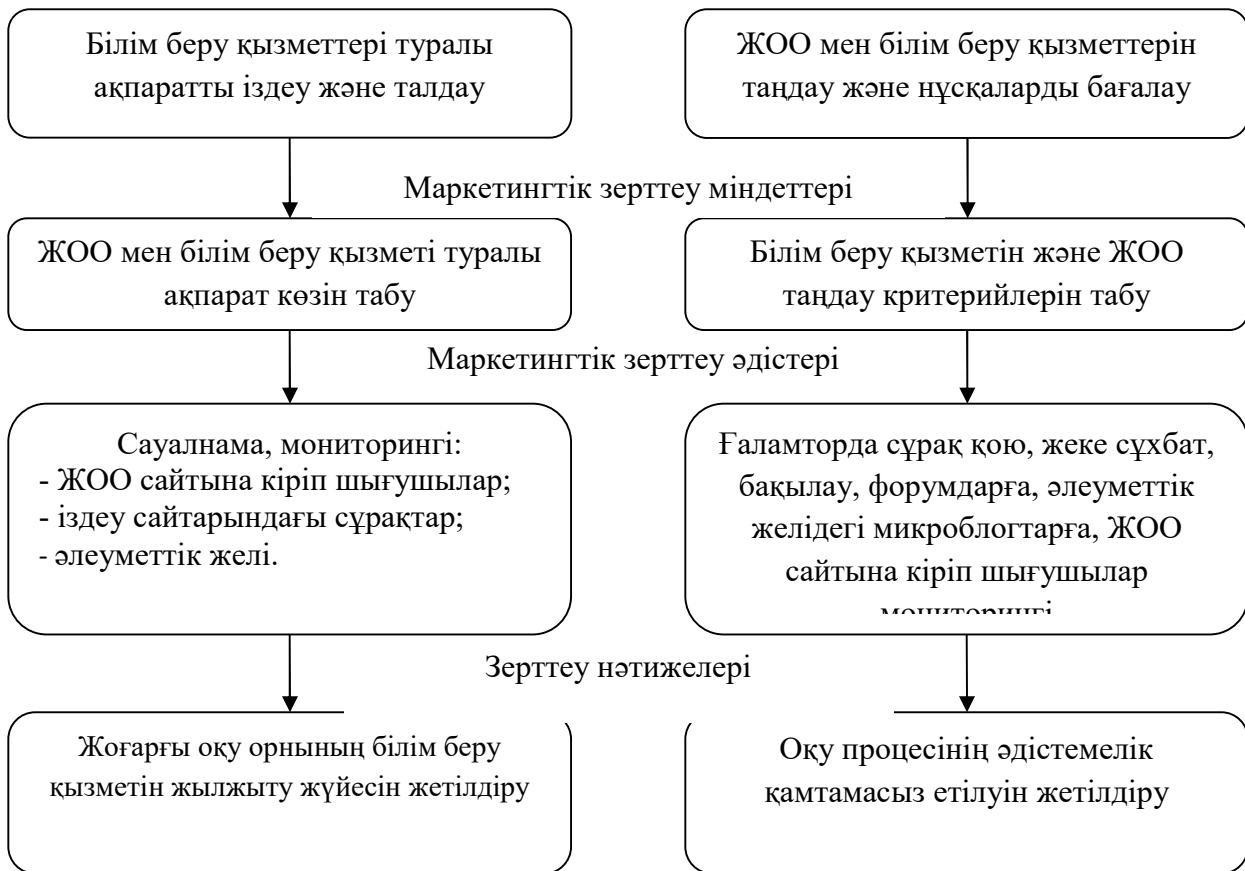 Білім беру қызметтері туралы
ақпаратты іздеу және талдау
ЖОО мен білім беру қызметтерін
таңдау және нұсқаларды бағалау
Маркетингтік зерттеу міндеттері
ЖОО мен білім беру қызметі туралы
ақпарат көзін табу
Білім беру қызметін және ЖОО
таңдау критерийлерін табу
Маркетингтік зерттеу әдістері
Сауалнама, мониторингі:
- ЖОО сайтына кіріп шығушылар;
- іздеу сайтарындағы сұрақтар;
- әлеуметтік желі.
Ғаламторда сұрақ қою, жеке сұхбат,
бақылау, форумдарға, әлеуметтік
желідегі микроблогтарға, ЖОО
сайтына кіріп шығушылар
мониторингі
Зерттеу нәтижелері
Жоғарғы оқу орнының білім беру
қызметін жылжыту жүйесін жетілдіру
Оқу процесінің әдістемелік
қамтамасыз етілуін жетілдіру